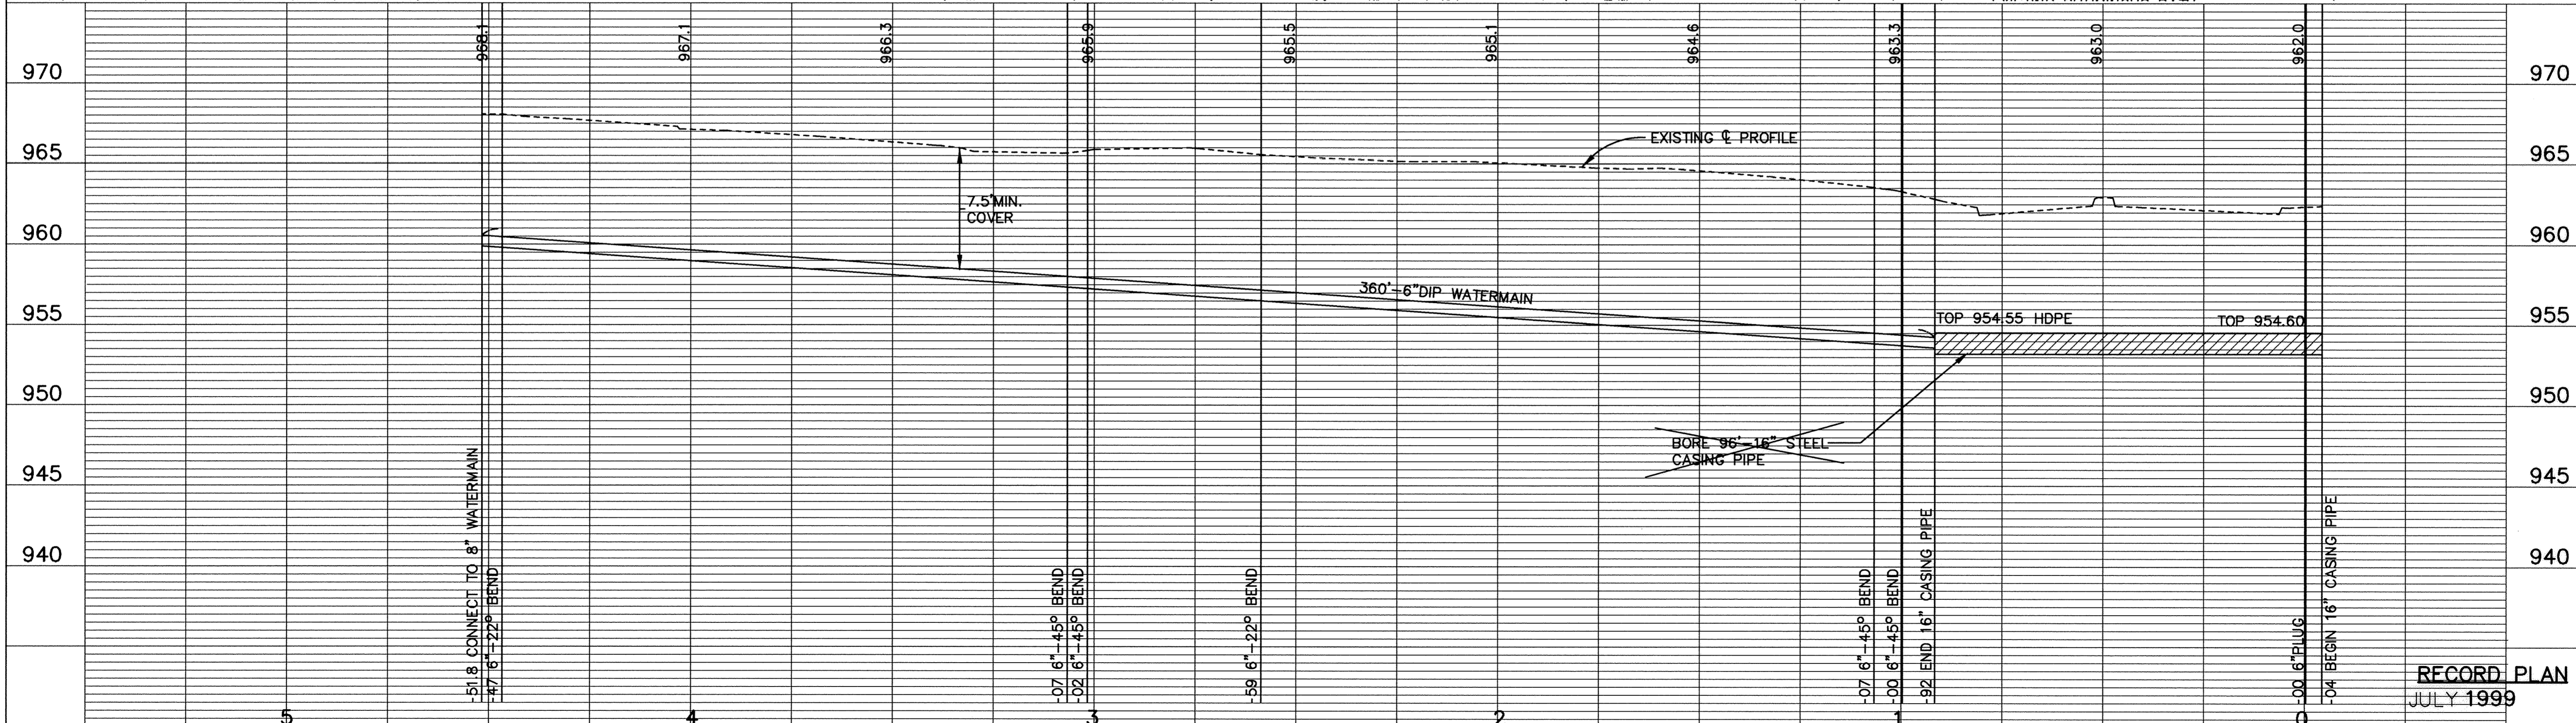 968.1
967.1
966.3
965.9
965.5
965.1
964.6
963.3
963.0
962.0
970
970
965
EXISTING ℄ PROFILE
965
7.5'MIN.
COVER
960
960
360'-6"DIP WATERMAIN
955
TOP 954.55 HDPE
TOP 954.60
955
950
950
BORE 96'-16" STEEL
CASING PIPE
945
945
940
940
-51.8 CONNECT TO 8" WATERMAIN
-47 6"-22° BEND
-07 6"-45° BEND
-02 6"-45° BEND
-59 6"-22° BEND
-07 6"-45° BEND
-00 6"-45° BEND
-92 END 16" CASING PIPE
-00 6"PLUG
-04 BEGIN 16" CASING PIPE
RECORD PLAN
JULY 1999
5
4
3
2
1
0